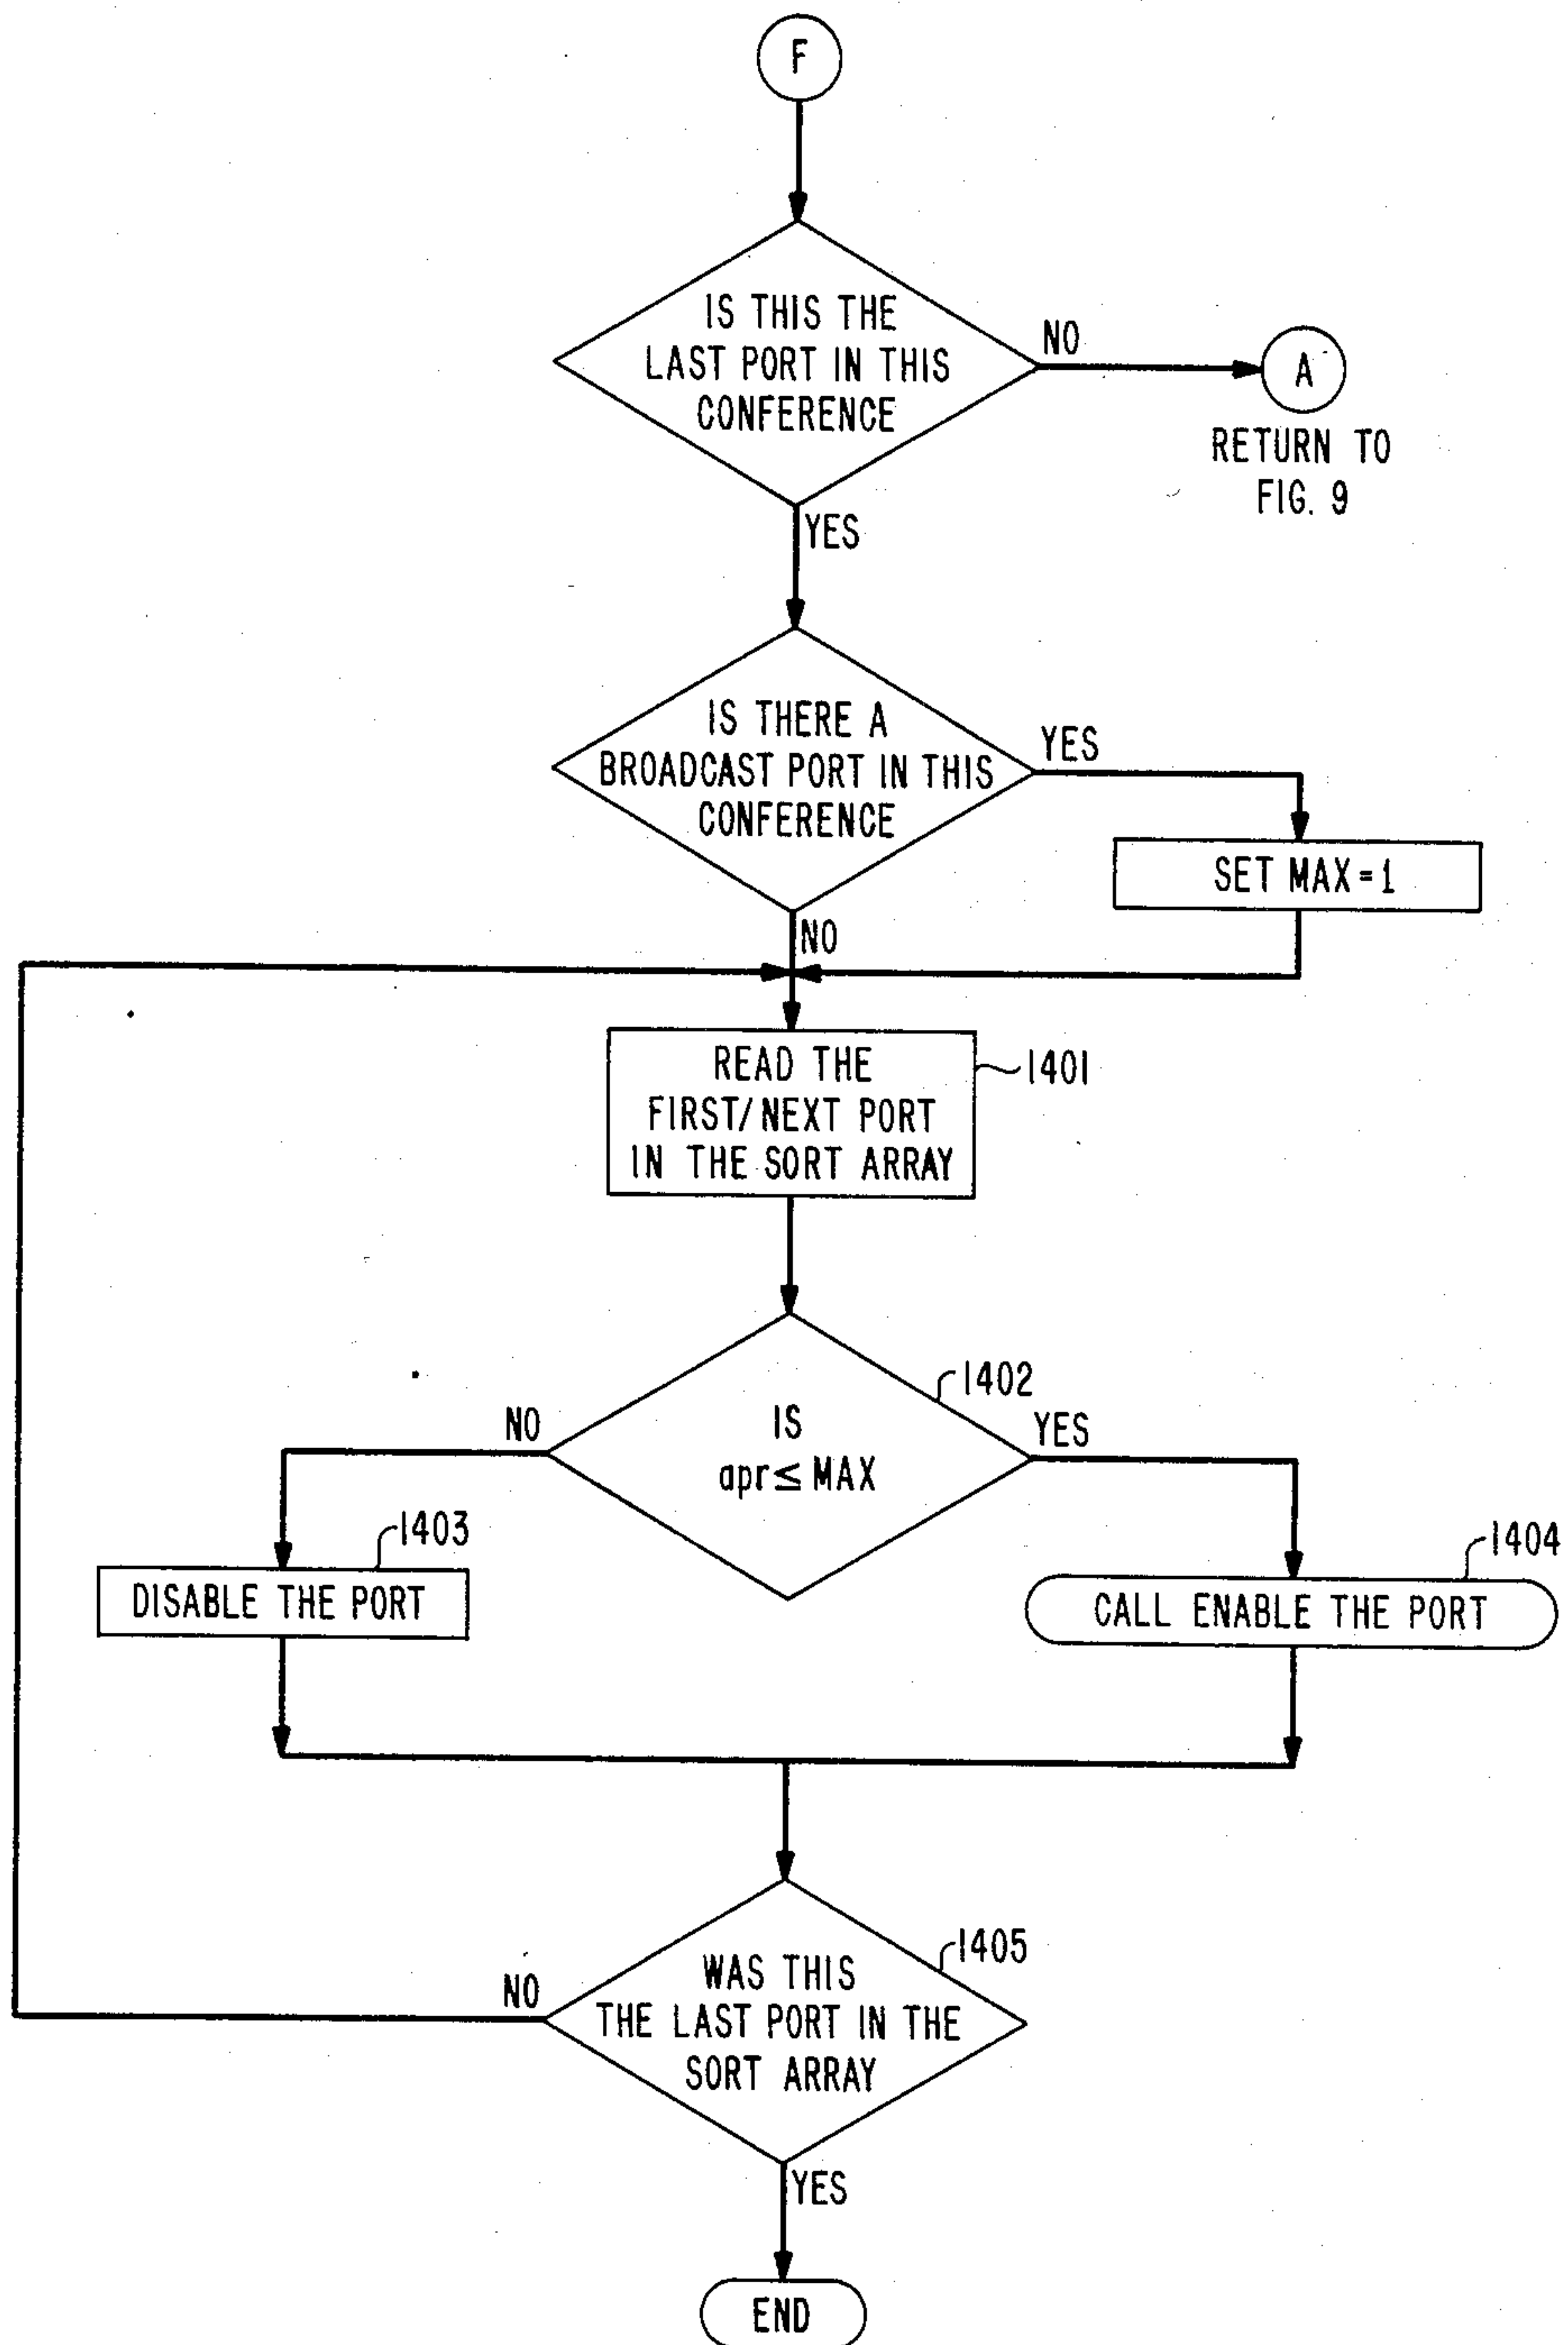 F
IS THIS THE
LAST PORT IN THIS
CONFERENCE
NO
A
RETURN TO
FIG. 9
YES
IS THERE A
BROADCAST PORT IN THIS
CONFERENCE
YES
SET MAX=1
NO
READ THE
FIRST/NEXT PORT
IN THE SORT ARRAY
1401
1402
IS
apr≤ MAX
NO
YES
1403
DISABLE THE PORT
1404
CALL ENABLE THE PORT
1405
WAS THIS
THE LAST PORT IN THE
SORT ARRAY
NO
YES
END